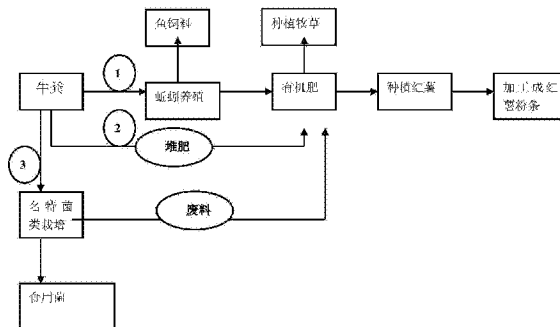 鱼饲料
种植牧草
1
牛粪
蚯蚓养殖
有机肥
种植红薯
加工成红
薯粉条
2
堆肥
3
名特菌
类栽培
废料
食用菌